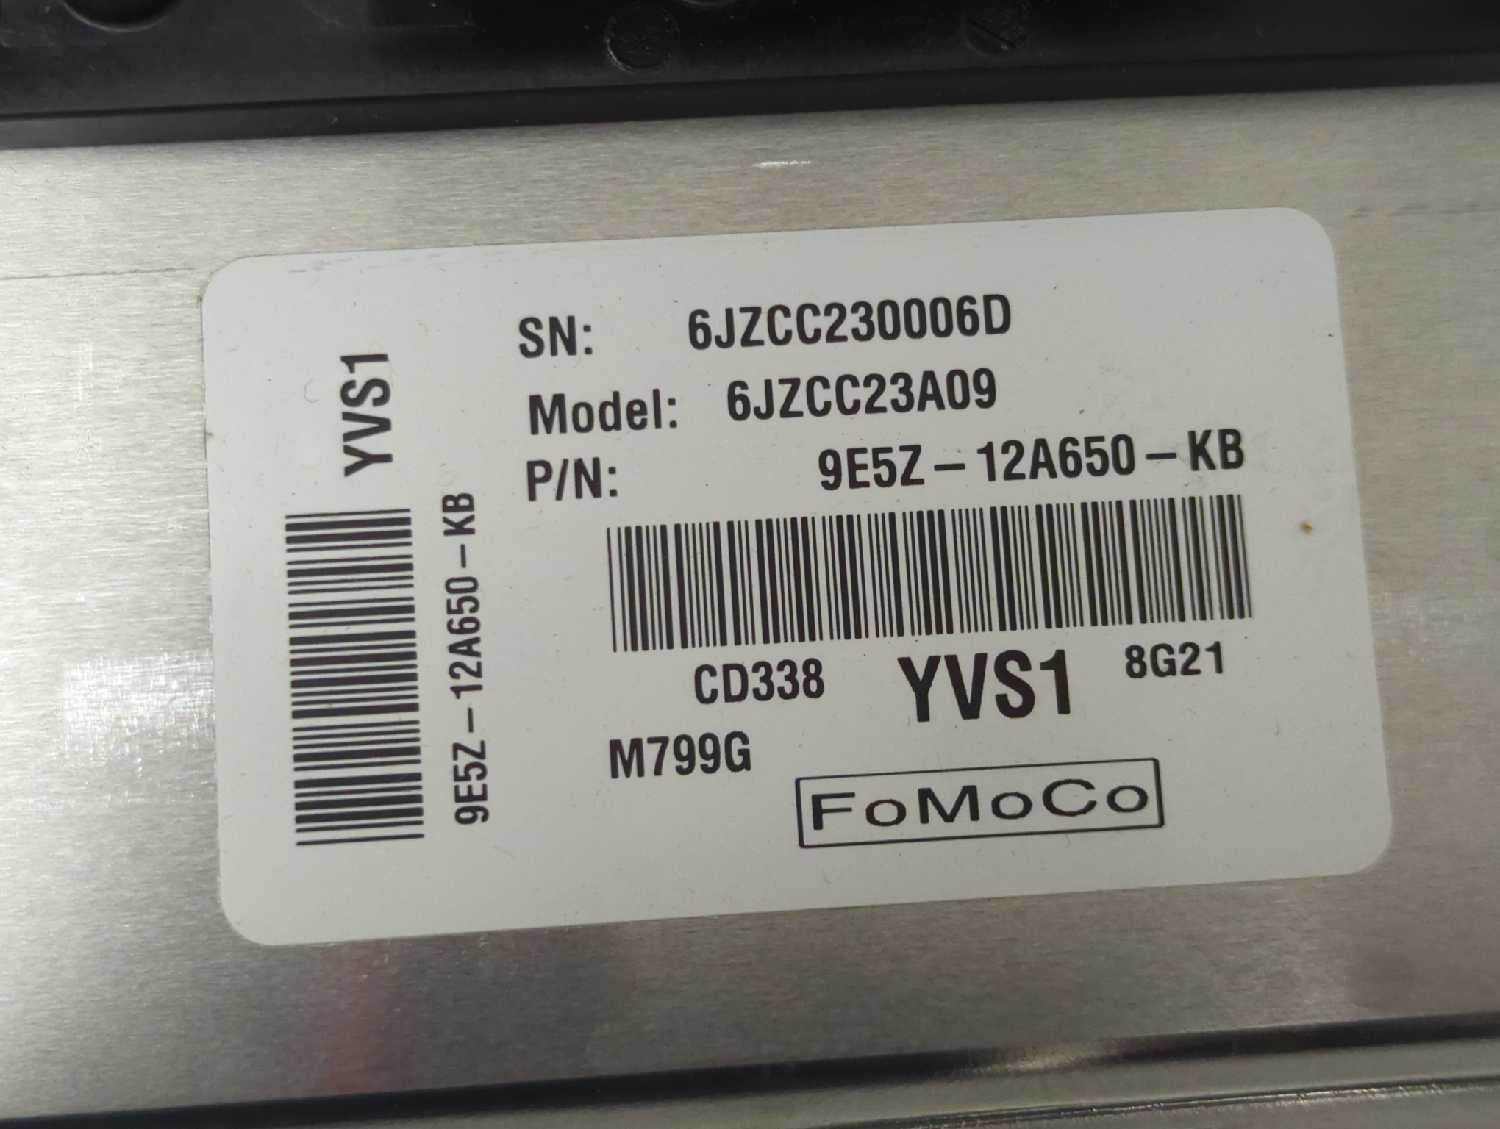 SN: 6JZCC230006D
Model: 6JZCC23A09
P/N: 9E5Z-12A650-KB
CD338 YVS1 8G21
M799G
FoMoCo
YVS1
9E5Z-12A650-KB